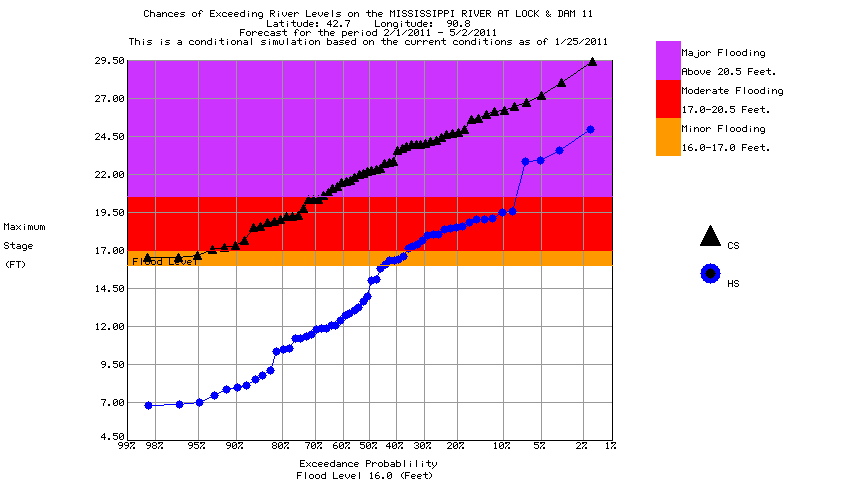 Chances of Exceeding River Levels on the MISSISSIPPI RIVER AT LOCK & DAM 11
Latitude: 42.7 Longitude: 90.8
Forecast for the period 2/1/2011 - 5/2/2011
This is a conditional simulation based on the current conditions as of 1/25/2011
29.50
27.00
24.50
22.00
19.50
17.00
14.50
12.00
9.50
7.00
4.50
Maximum
Stage
(FT)
Flood Level
99% 98% 95% 90% 80% 70% 60% 50% 40% 30% 20% 10% 5% 2% 1%
Exceedance Probability
Flood Level 16.0 (Feet)
Major Flooding
Above 20.5 Feet.
Moderate Flooding
17.0-20.5 Feet.
Minor Flooding
16.0-17.0 Feet.
CS
HS